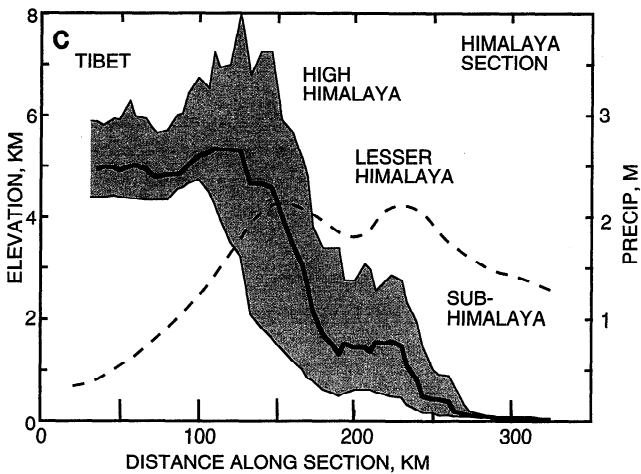 C
TIBET
HIMALAYA
SECTION
HIGH
HIMALAYA
LESSER
HIMALAYA
SUB-
HIMALAYA
ELEVATION, KM
8
6
4
2
0
PRECIP, M
3
2
1
0
100
200
300
DISTANCE ALONG SECTION, KM